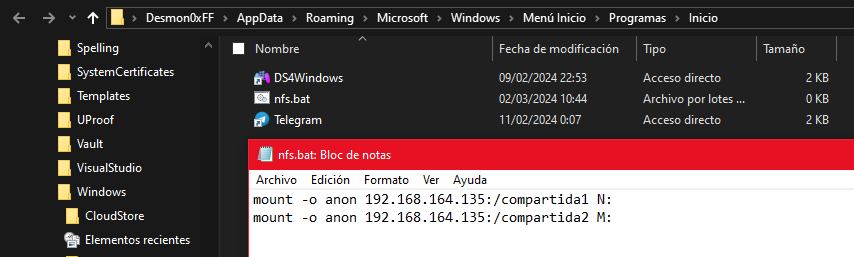 Desmon0xFF > AppData > Roaming > Microsoft > Windows > Menú Inicio > Programas > Inicio
Spelling
SystemCertificates
Templates
UProof
Vault
VisualStudio
Windows
CloudStore
Elementos recientes
Nombre Fecha de modificación Tipo Tamaño
DS4Windows 09/02/2024 22:53 Acceso directo 2 KB
nfs.bat 02/03/2024 10:44 Archivo por lotes ... 0 KB
Telegram 11/02/2024 0:07 Acceso directo 2 KB
nfs.bat: Bloc de notas
Archivo Edición Formato Ver Ayuda
mount -o anon 192.168.164.135:/compartida1 N:
mount -o anon 192.168.164.135:/compartida2 M: